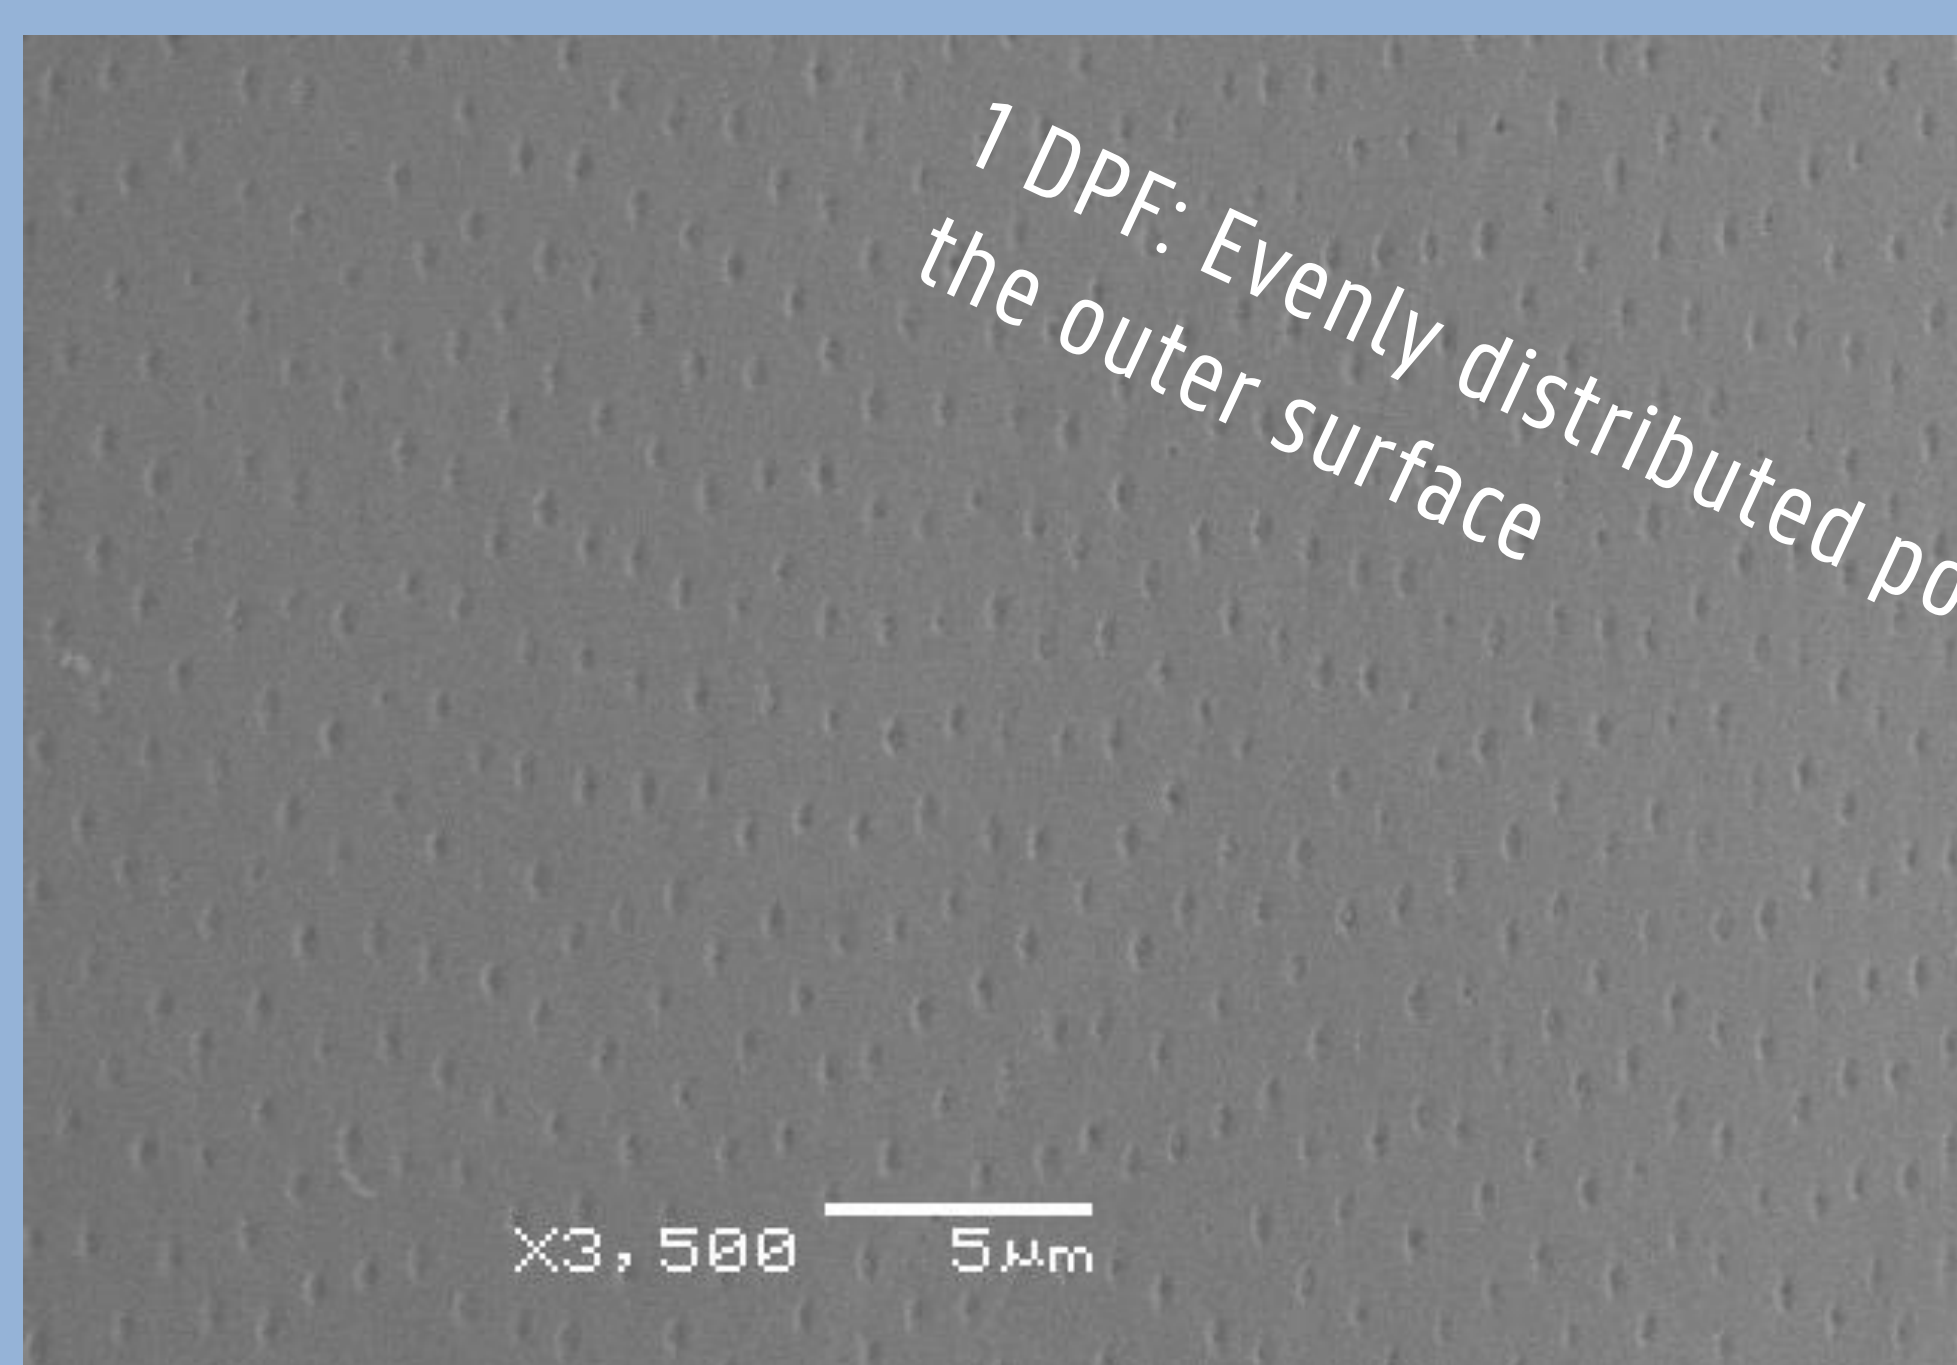 1 DPF: Evenly distributed po
the outer surface
X3,500 5μm